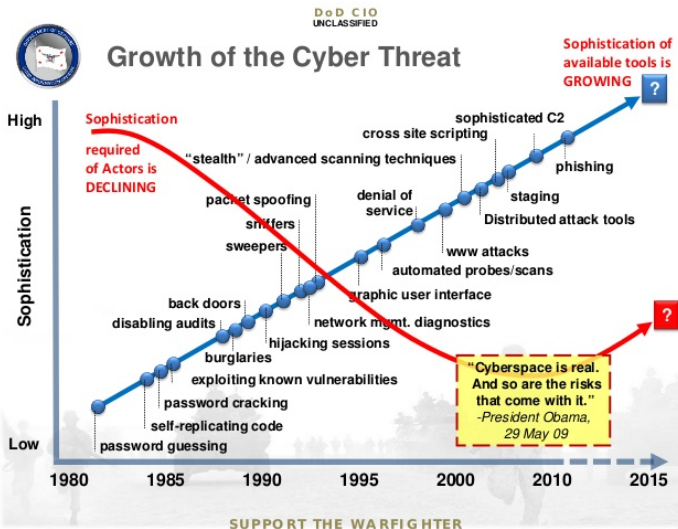 DoD CIO
UNCLASSIFIED
Growth of the Cyber Threat
Sophistication of
available tools is
GROWING
?
High
Sophistication
required
of Actors is
DECLINING
sophisticated C2
cross site scripting
"stealth" / advanced scanning techniques
phishing
packet spoofing
denial of
service
staging
sniffers
Distributed attack tools
sweepers
www attacks
automated probes/scans
graphic user interface
back doors
disabling audits
network mgmt. diagnostics
hijacking sessions
burglaries
exploiting known vulnerabilities
password cracking
self-replicating code
password guessing
?
"Cyberspace is real.
And so are the risks
that come with it."
-President Obama,
29 May 09
Sophistication
Low
1980 1985 1990 1995 2000 2010 2015
SUPPORT THE WARFIGHTER